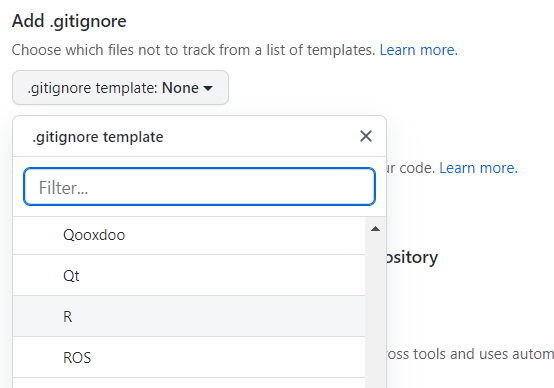 Add .gitignore
Choose which files not to track from a list of templates. Learn more.
.gitignore template: None
.gitignore template
Filter...
ur code. Learn more.
Qooxdoo
ository
Qt
R
ROS
oss tools and uses autom